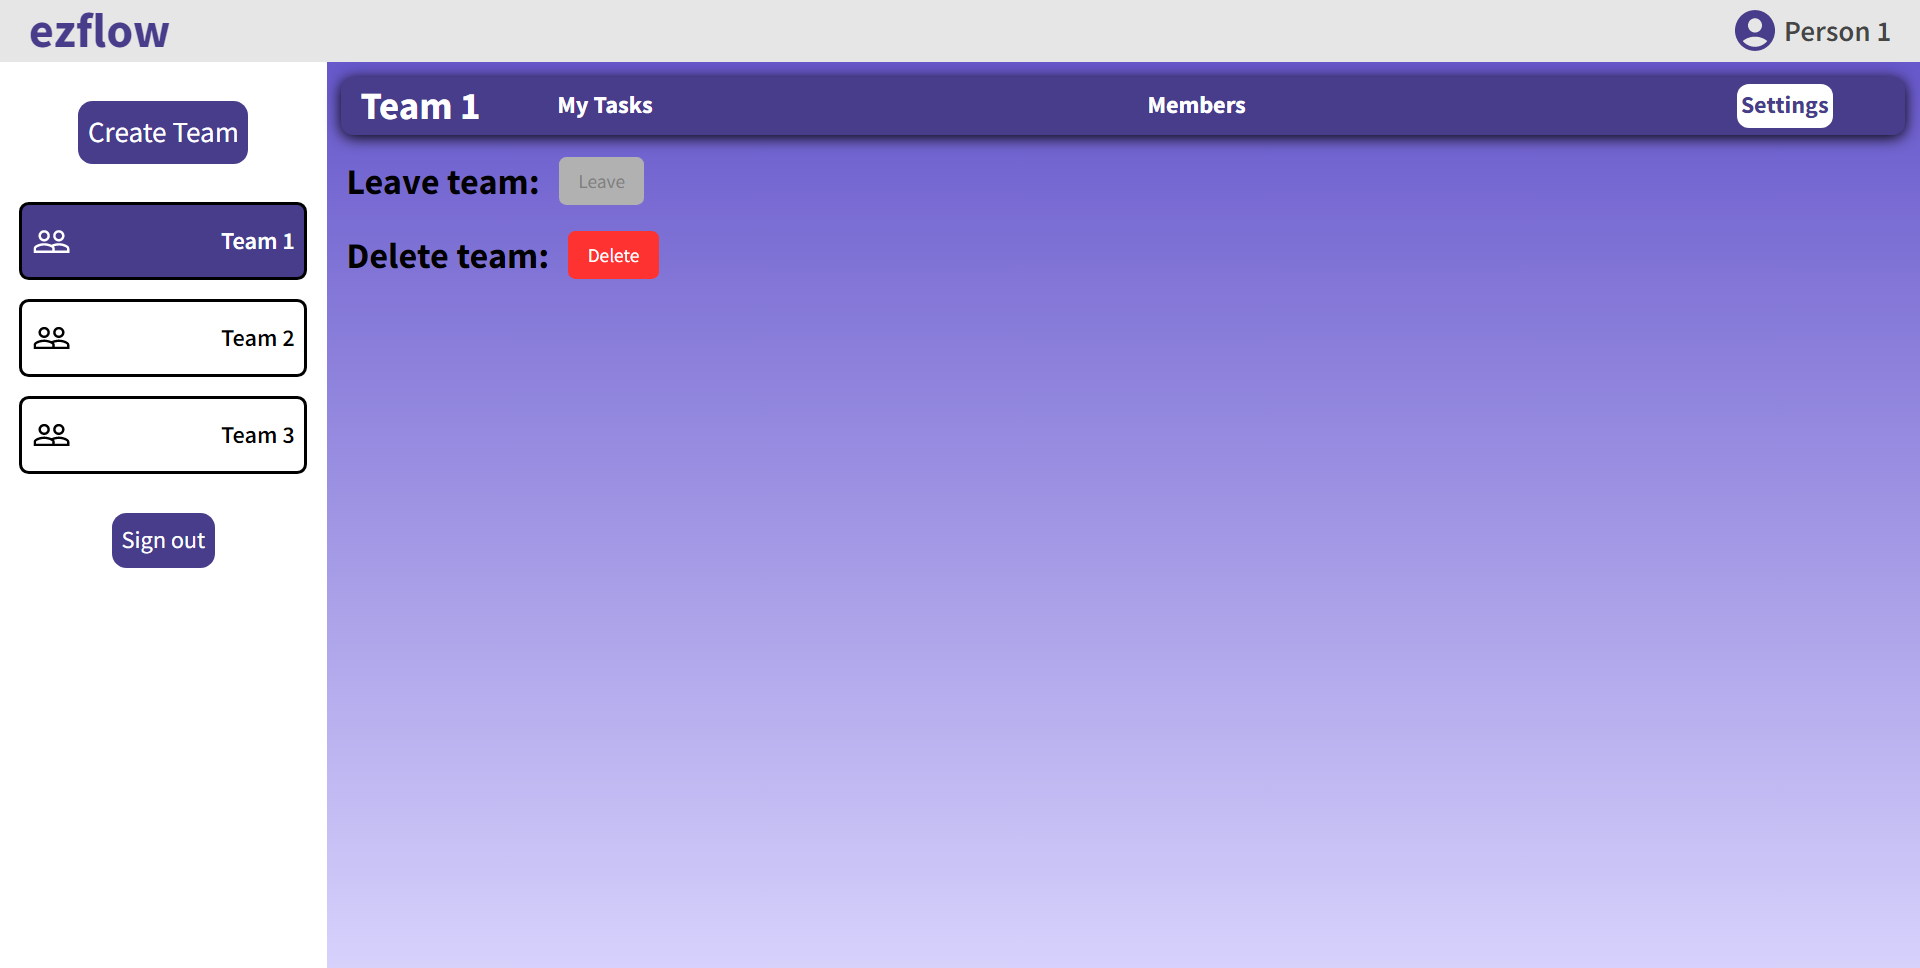 ezflow
Person 1
Create Team
Team 1
Team 2
Team 3
Sign out
Team 1
My Tasks
Members
Settings
Leave team:
Leave
Delete team:
Delete